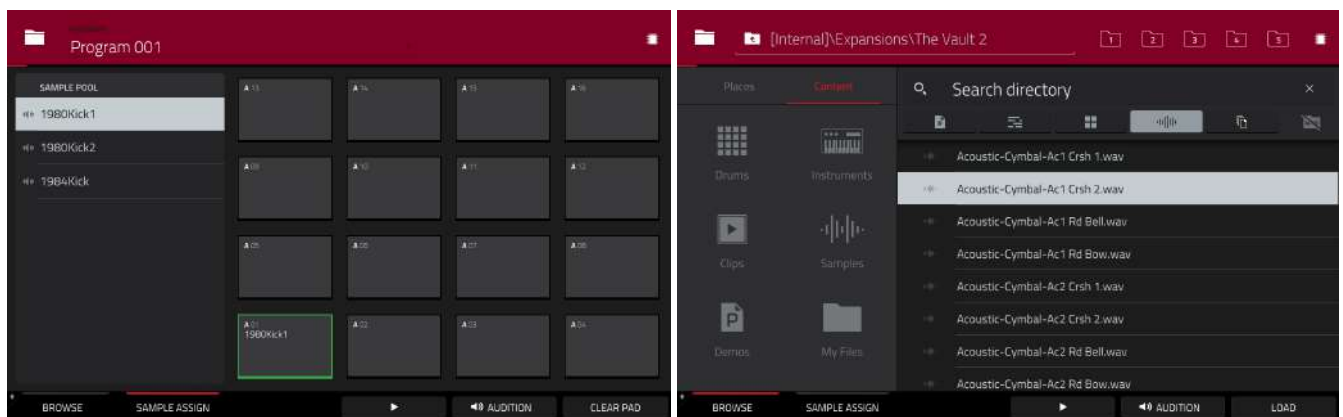 Program 001
SAMPLE POOL
1980Kick1
1980Kick2
1984Kick
A 13
A 14
A 15
A 16
A 09
A 10
A 11
A 12
A 05
A 06
A 07
A 08
A 01
1980Kick1
A 02
A 03
A 04
BROWSE
SAMPLE ASSIGN
AUDITION
CLEAR PAD
[Internal]\Expansions\The Vault 2
1
2
3
4
5
Places
Content
Drums
Instruments
Clips
Samples
P
Demos
My Files
Search directory
Acoustic-Cymbal-Ac1 Crsh 1.wav
Acoustic-Cymbal-Ac1 Crsh 2.wav
Acoustic-Cymbal-Ac1 Rd Bell.wav
Acoustic-Cymbal-Ac1 Rd Bow.wav
Acoustic-Cymbal-Ac2 Crsh 1.wav
Acoustic-Cymbal-Ac2 Crsh 2.wav
Acoustic-Cymbal-Ac2 Rd Bell.wav
Acoustic-Cymbal-Ac2 Rd Bow.wav
BROWSE
SAMPLE ASSIGN
AUDITION
LOAD